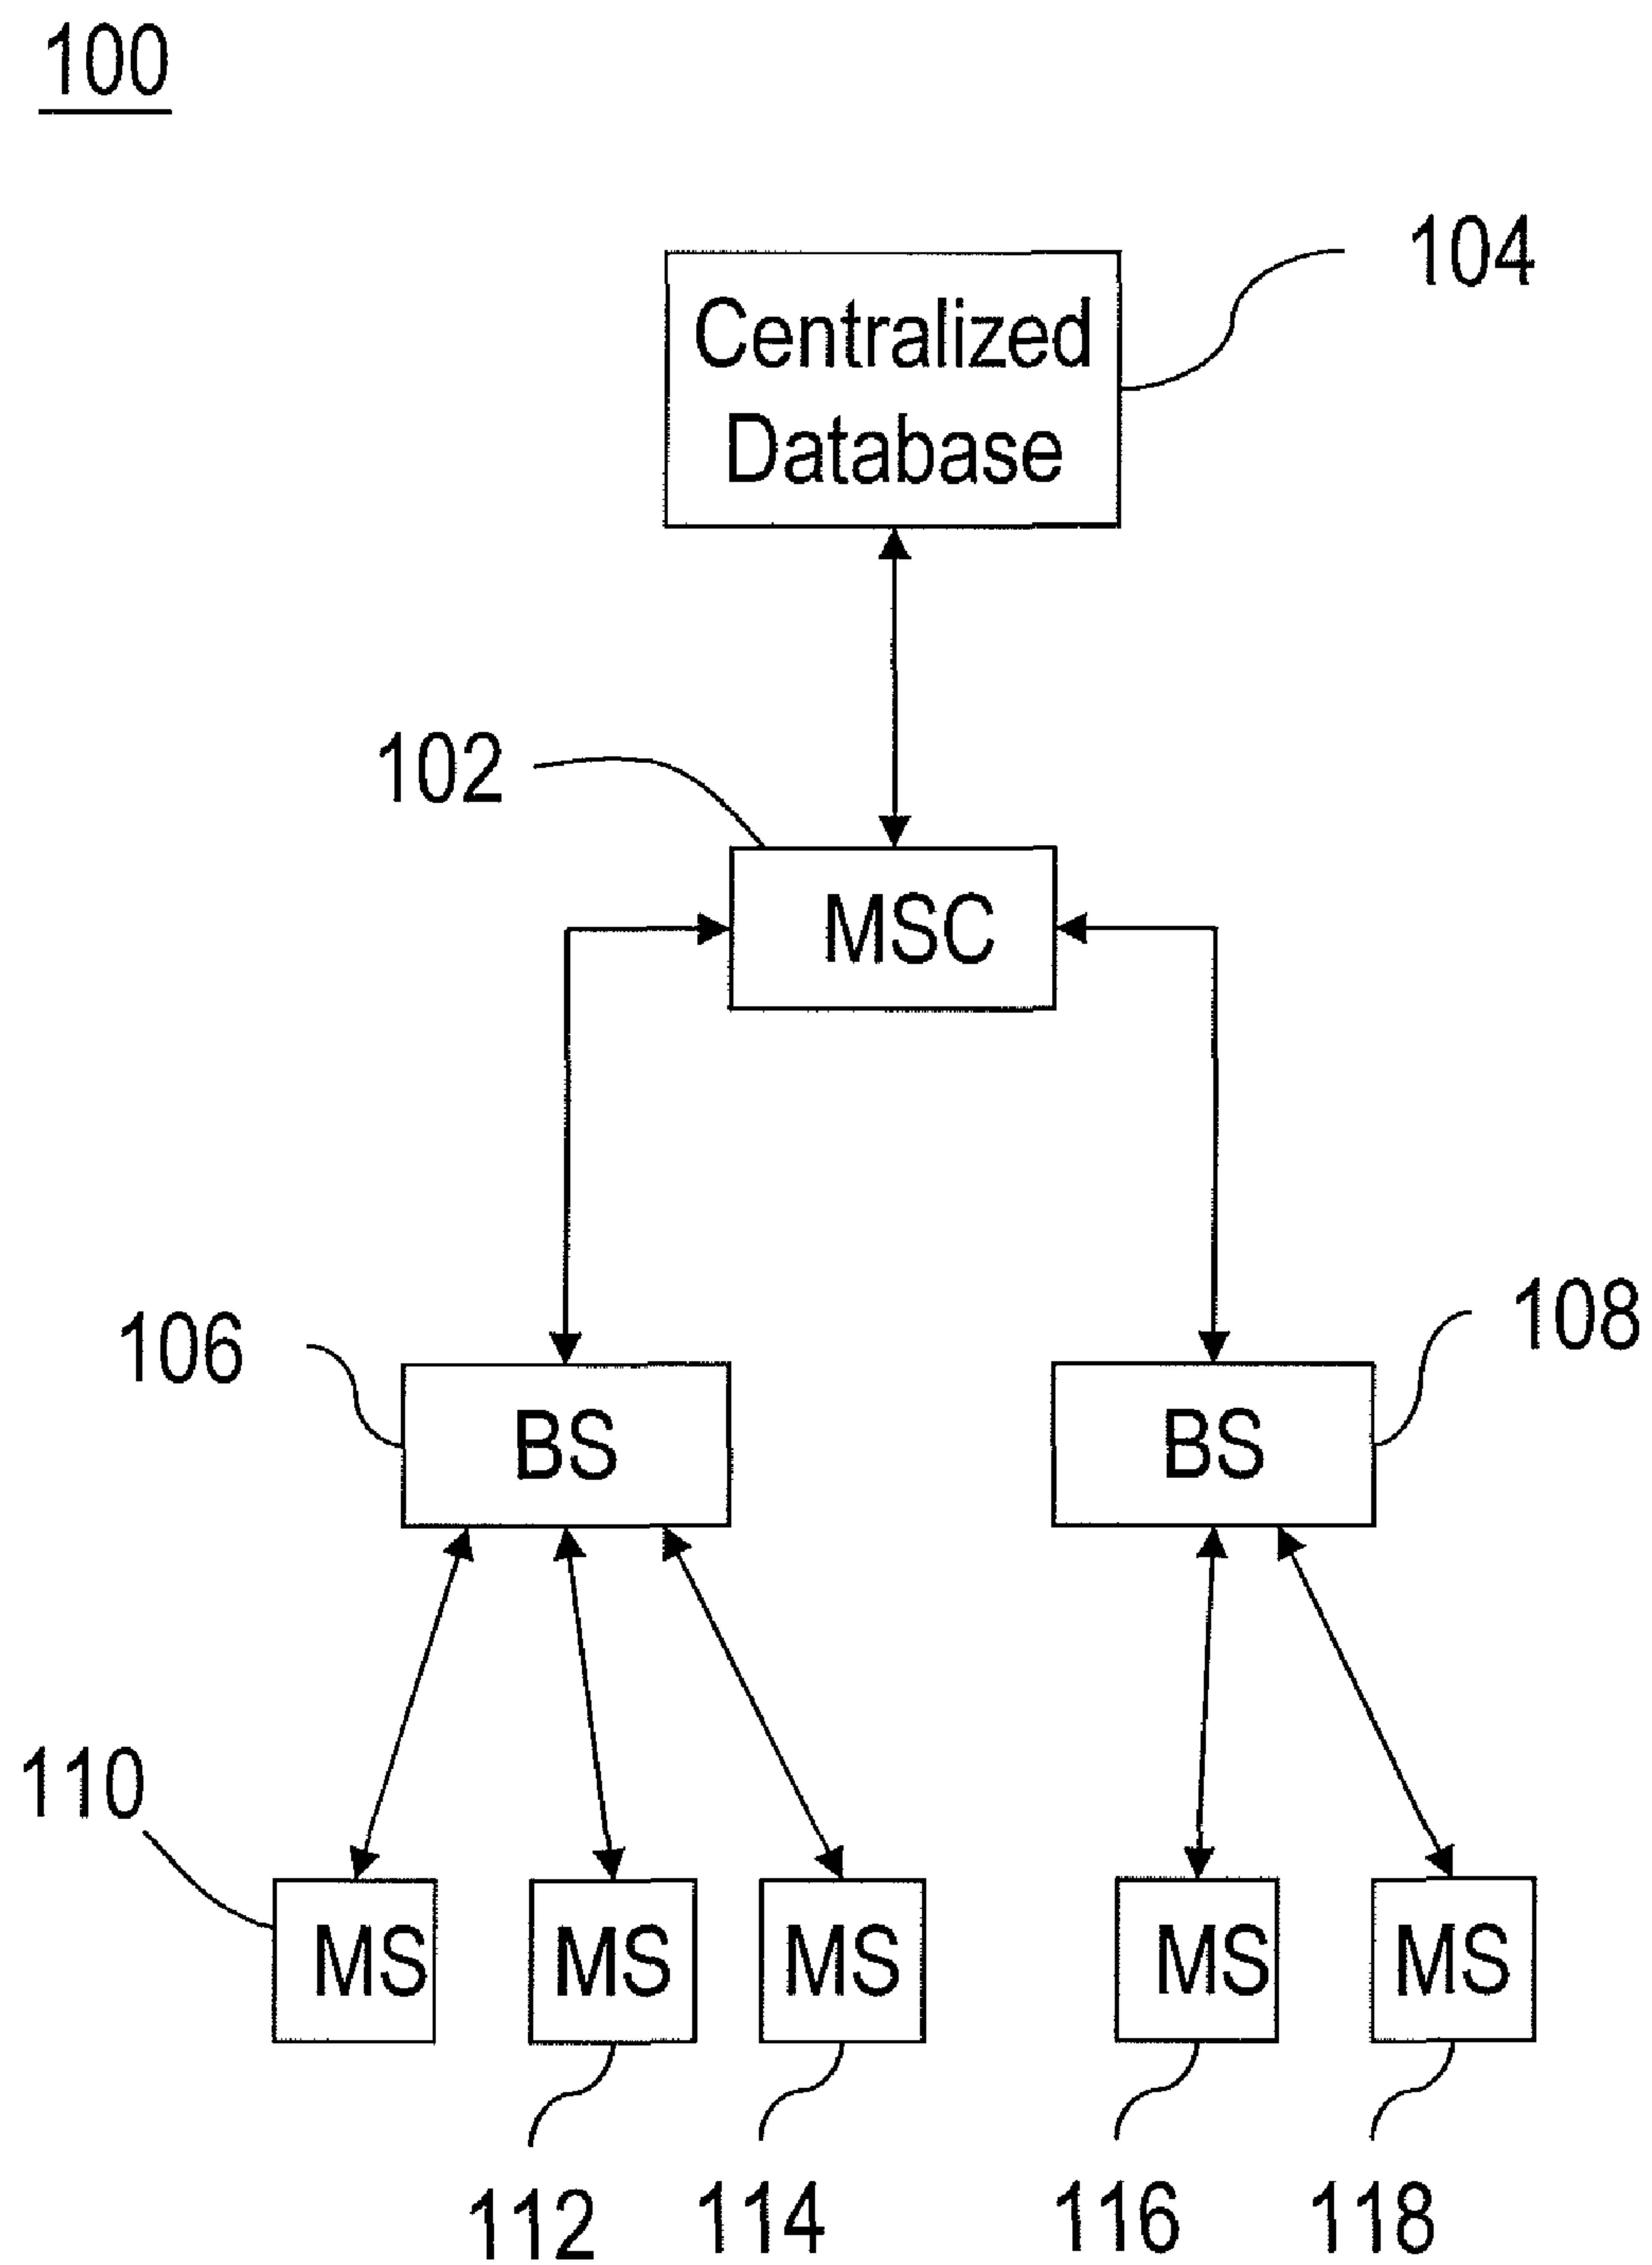 100
104
Centralized
Database
102
MSC
106
108
BS
BS
110
MS
MS
MS
MS
MS
112
114
116
118